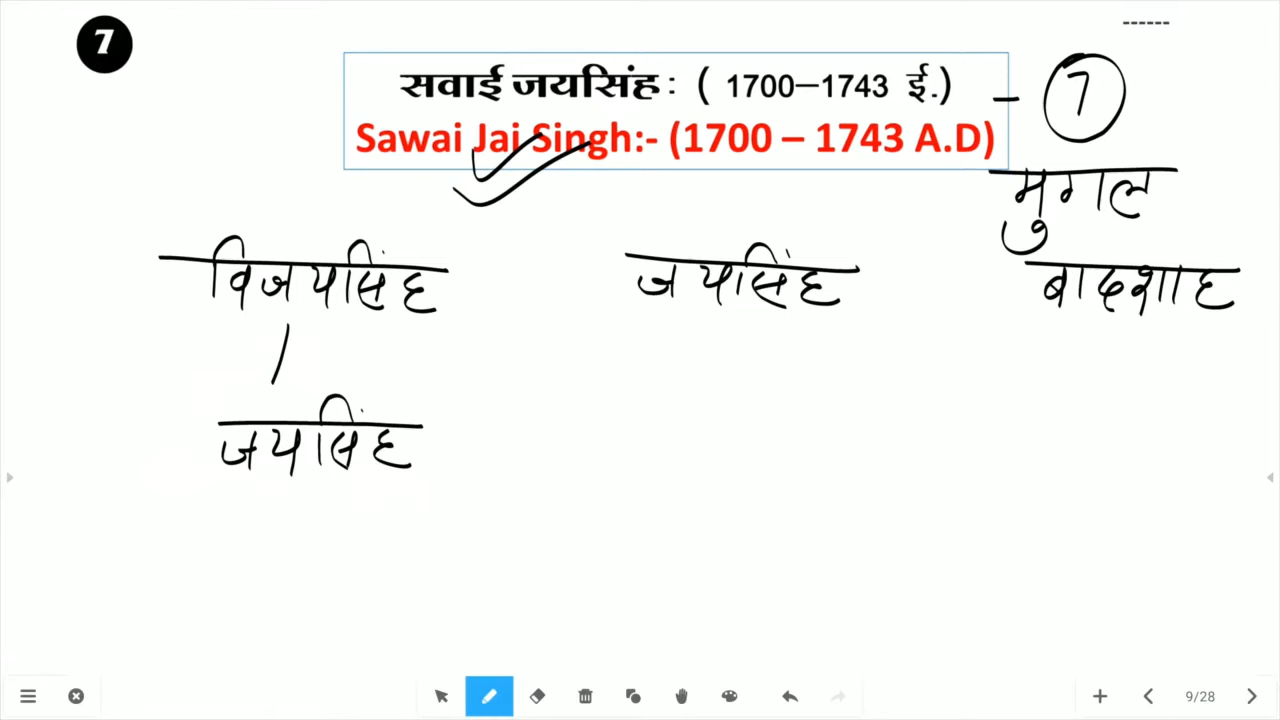 7
------
सवाई जयसिंहः ( 1700–1743 ई.)
Sawai Jai Singh:- (1700 – 1743 A.D)
- 7
मुगल
बादशाह
विजयसिंह
जयसिंह
जयसिंह
9/28